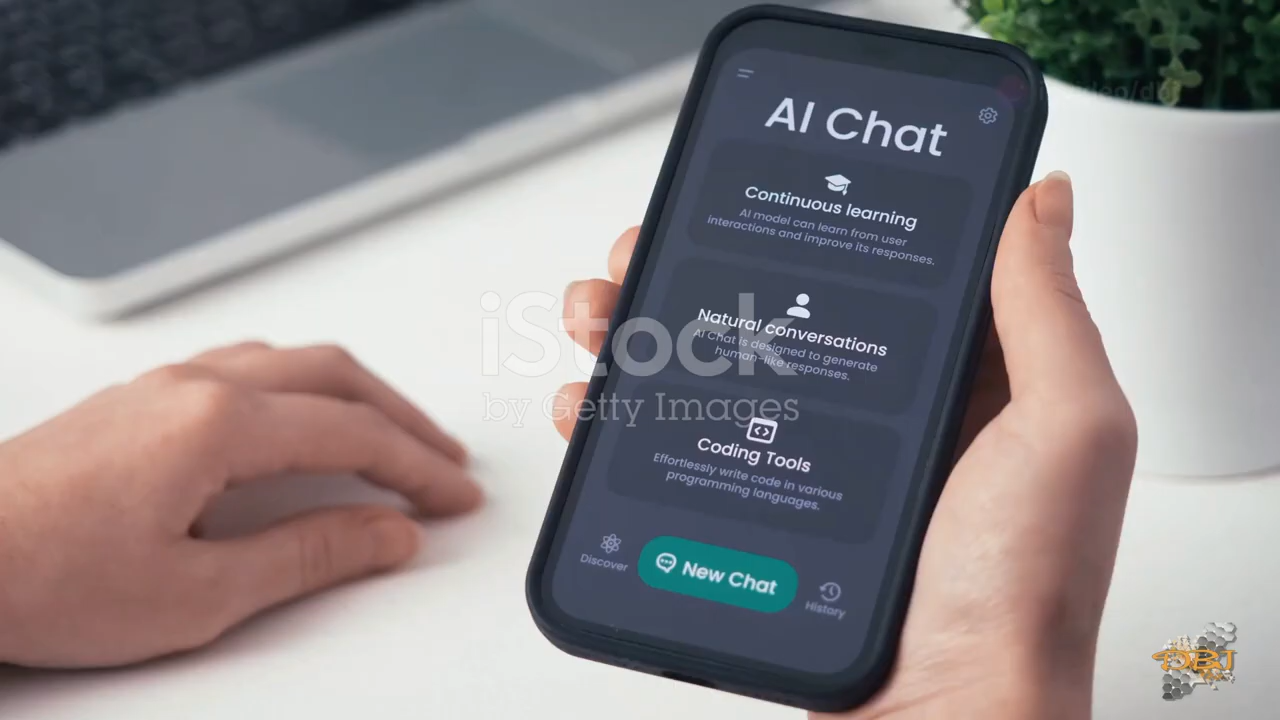 AI Chat
Continuous learning
AI model can learn from user
interactions and improve its responses.
Natural conversations
AI Chat is designed to generate
human-like responses.
Coding Tools
Effortlessly write code in various
programming languages.
Discover
New Chat
History
iStock
by Getty Images
DBJ